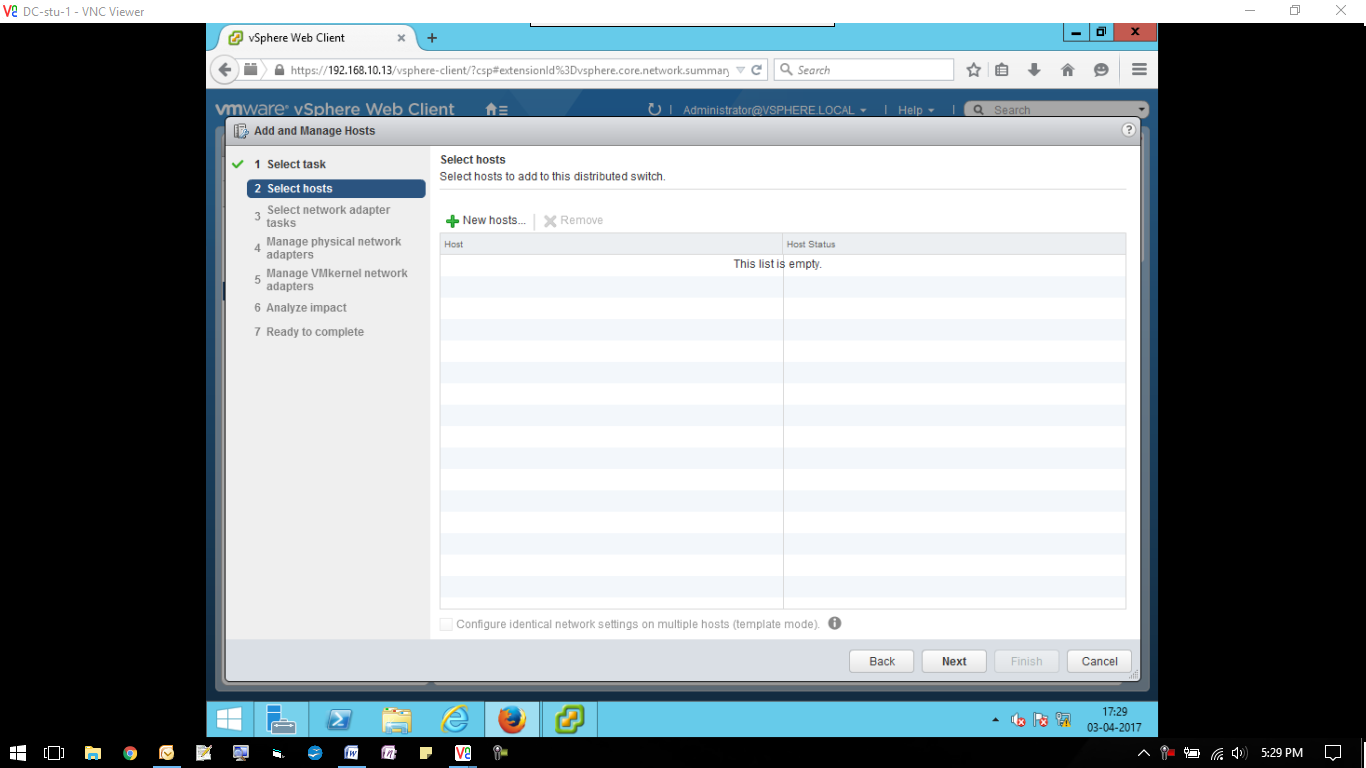 DC-stu-1 - VNC Viewer
vSphere Web Client
https://192.168.10.13/vsphere-client/?csp#extensionId%3Dvsphere.core.network.summary
Search
vmware® vSphere Web Client
Administrator@VSPHERE.LOCAL
Help
Search
Add and Manage Hosts
1 Select task
2 Select hosts
3 Select network adapter
tasks
4 Manage physical network
adapters
5 Manage VMkernel network
adapters
6 Analyze impact
7 Ready to complete
Select hosts
Select hosts to add to this distributed switch.
New hosts...
Remove
Host
Host Status
This list is empty.
Configure identical network settings on multiple hosts (template mode).
Back
Next
Finish
Cancel
17:29
03-04-2017
5:29 PM